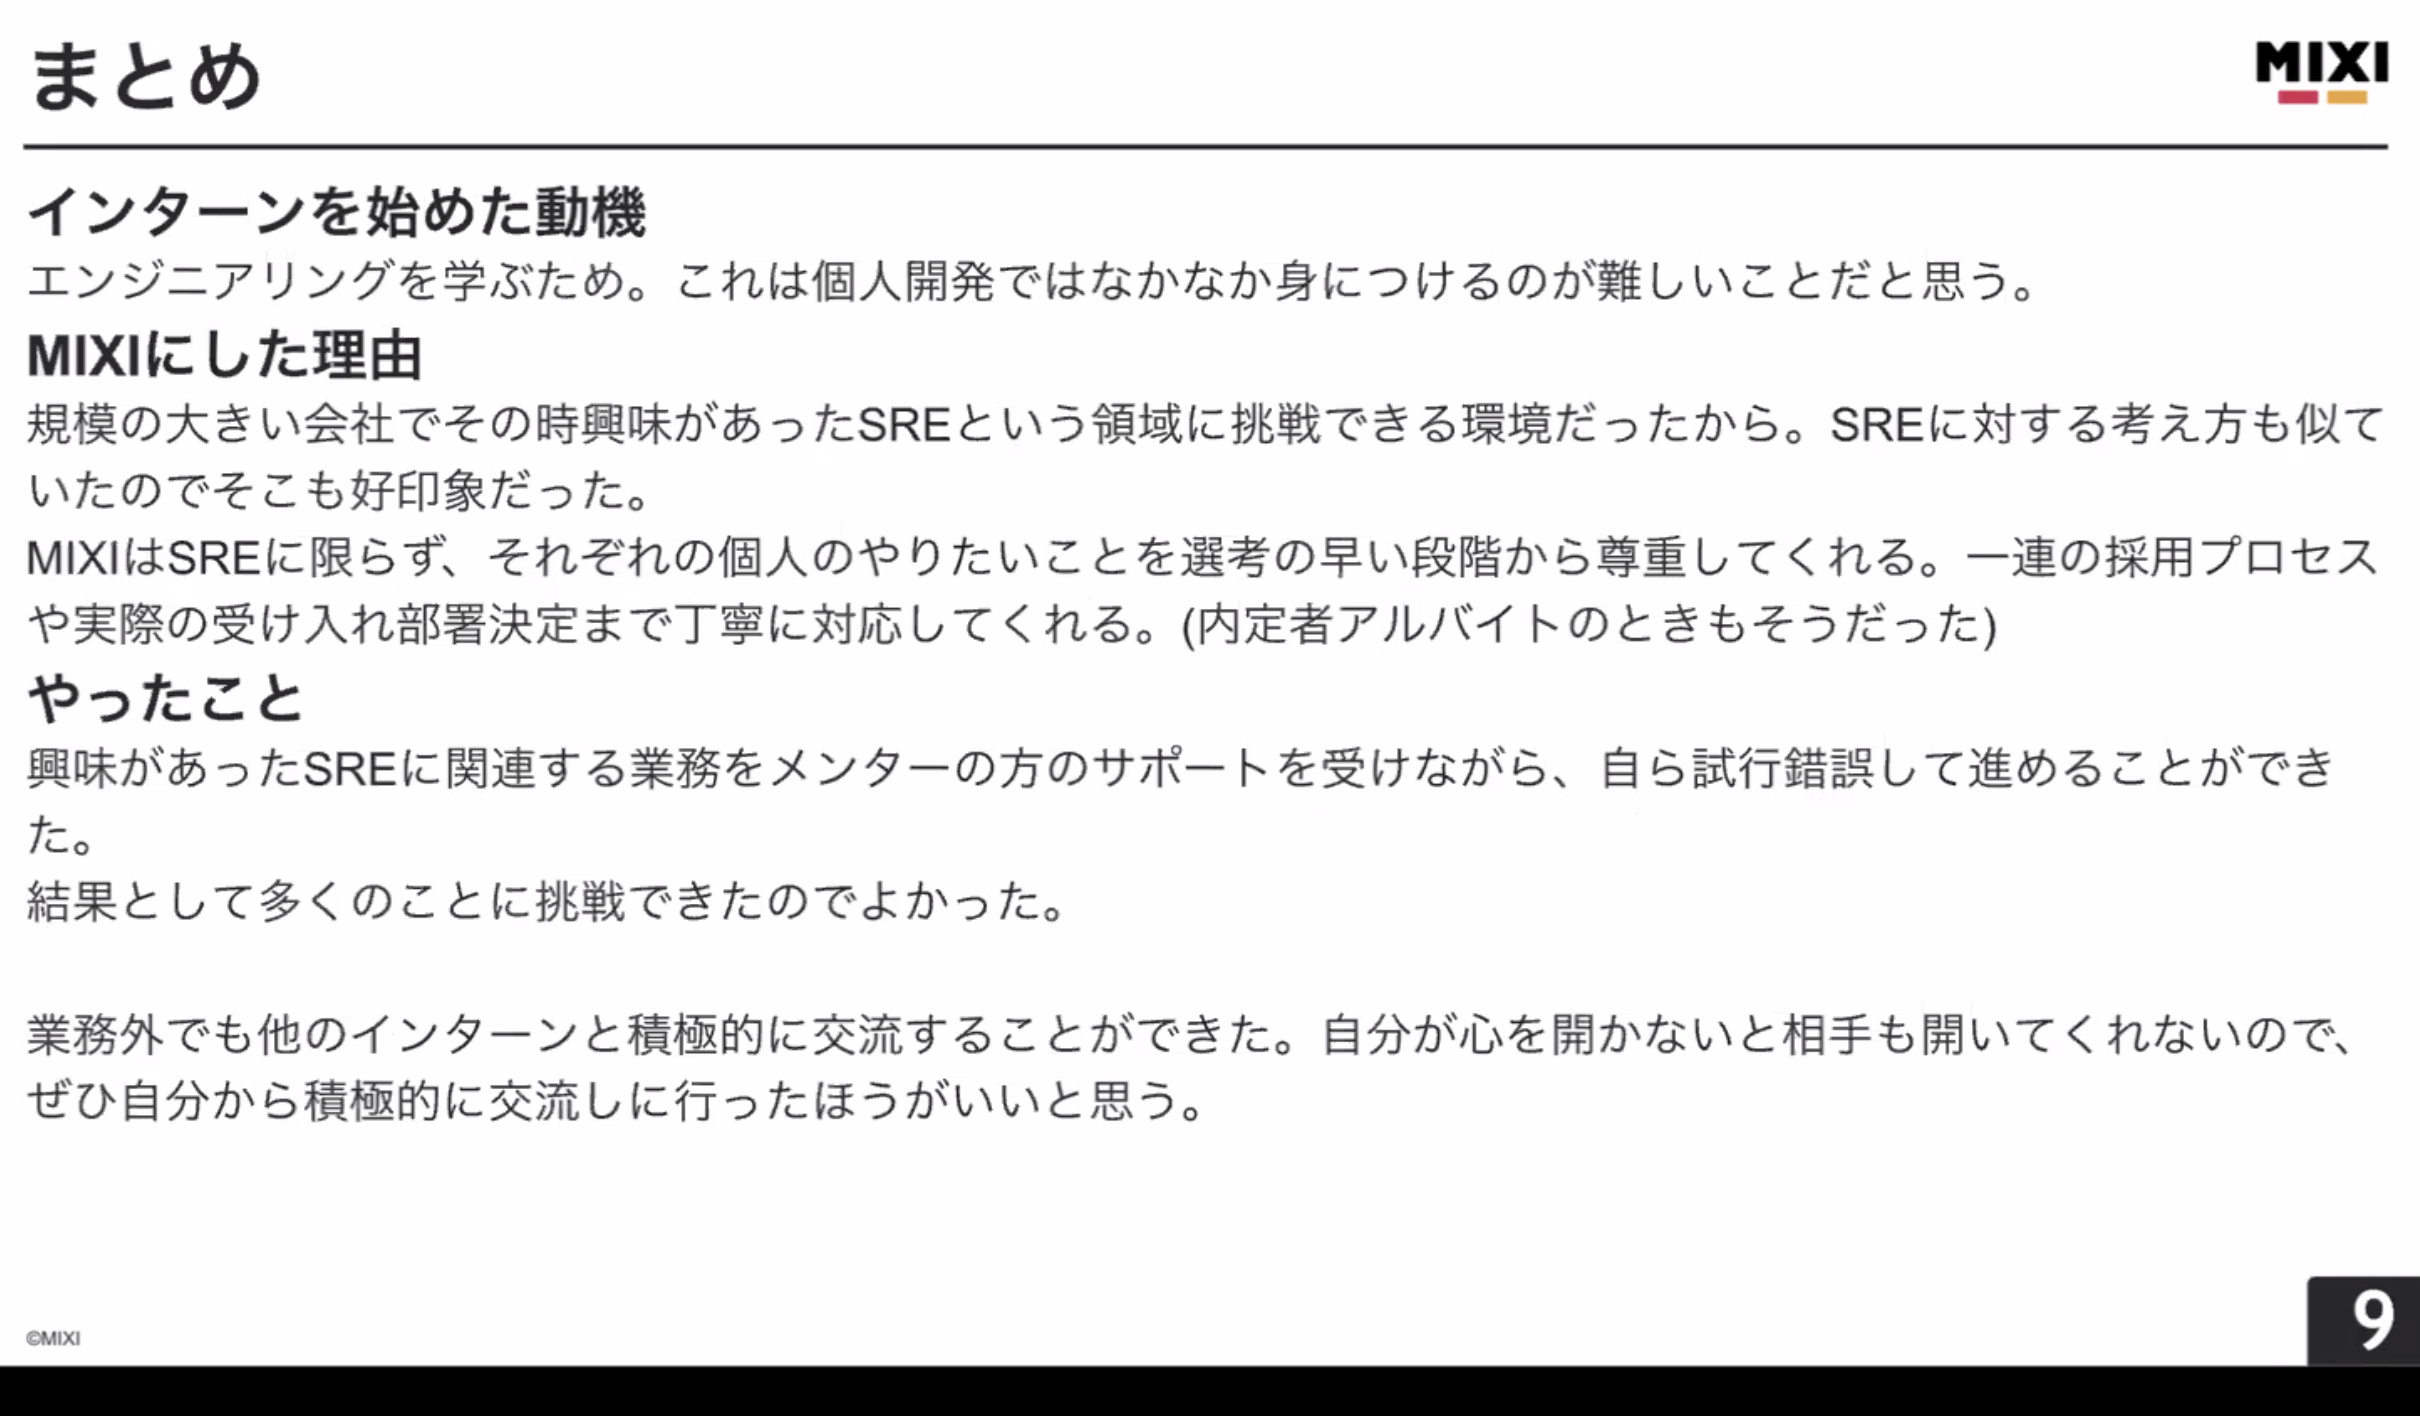 まとめ
MIXI
インターンを始めた動機
エンジニアリングを学ぶため。これは個人開発ではなかなか身につけるのが難しいことだと思う。
MIXIにした理由
規模の大きい会社でその時興味があったSREという領域に挑戦できる環境だったから。SREに対する考え方も似て
いたのでそこも好印象だった。
MIXIはSREに限らず、それぞれの個人のやりたいことを選考の早い段階から尊重してくれる。一連の採用プロセス
や実際の受け入れ部署決定まで丁寧に対応してくれる。(内定者アルバイトのときもそうだった)
やったこと
興味があったSREに関連する業務をメンターの方のサポートを受けながら、自ら試行錯誤して進めることができ
た。
結果として多くのことに挑戦できたのでよかった。
業務外でも他のインターンと積極的に交流することができた。自分が心を開かないと相手も開いてくれないので、
ぜひ自分から積極的に交流しに行ったほうがいいと思う。
©MIXI
9